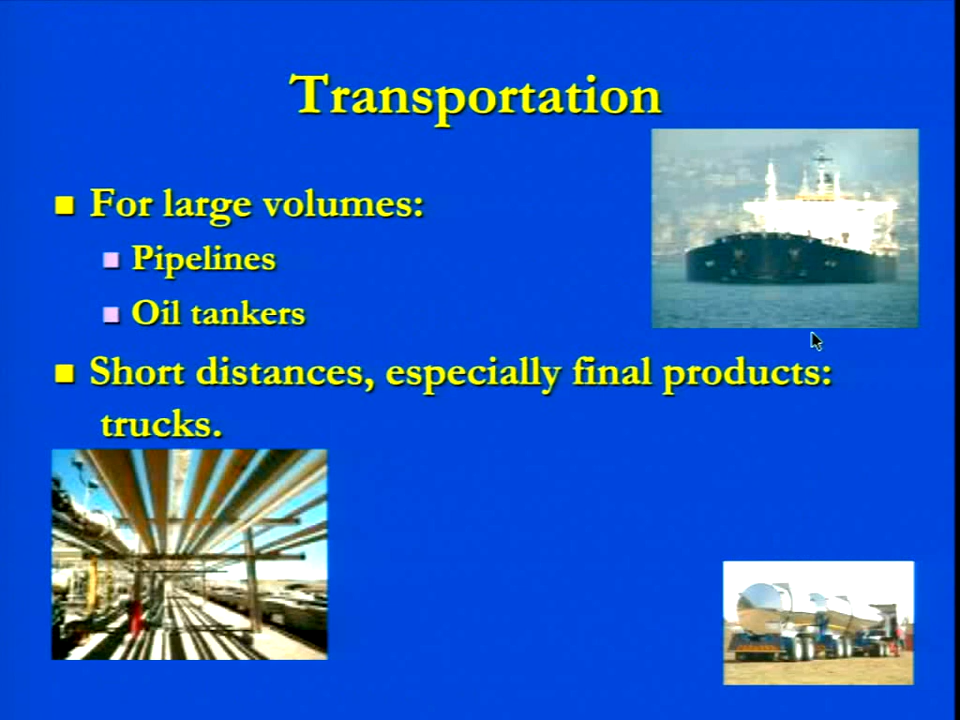 Transportation
For large volumes:
Pipelines
Oil tankers
Short distances, especially final products:
trucks.